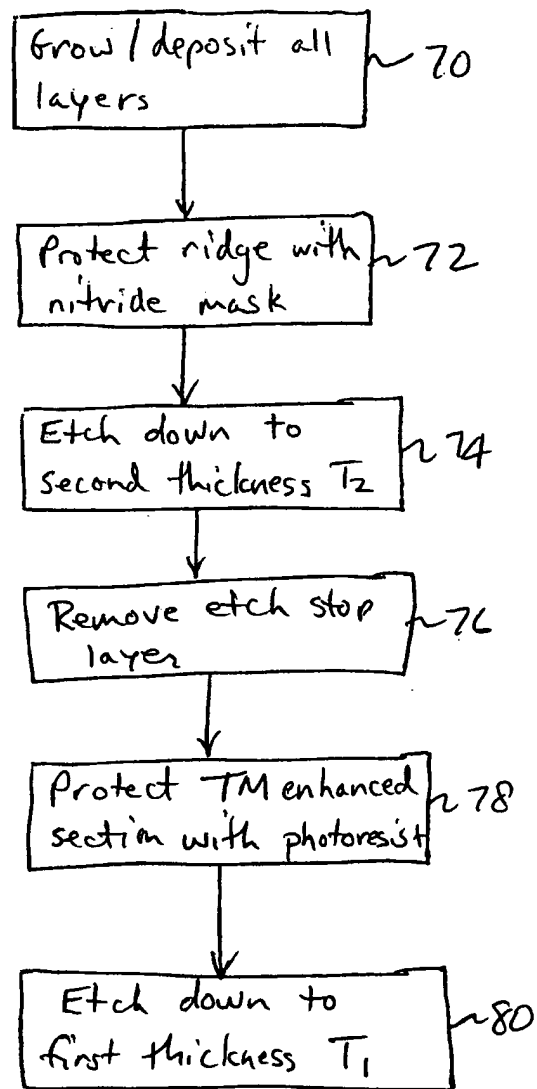 Grow / deposit all
layers
70
Protect ridge with
nitride mask
72
Etch down to
second thickness T2
74
Remove etch stop
layer
76
Protect TM enhanced
section with photoresist
78
Etch down to
first thickness T1
80